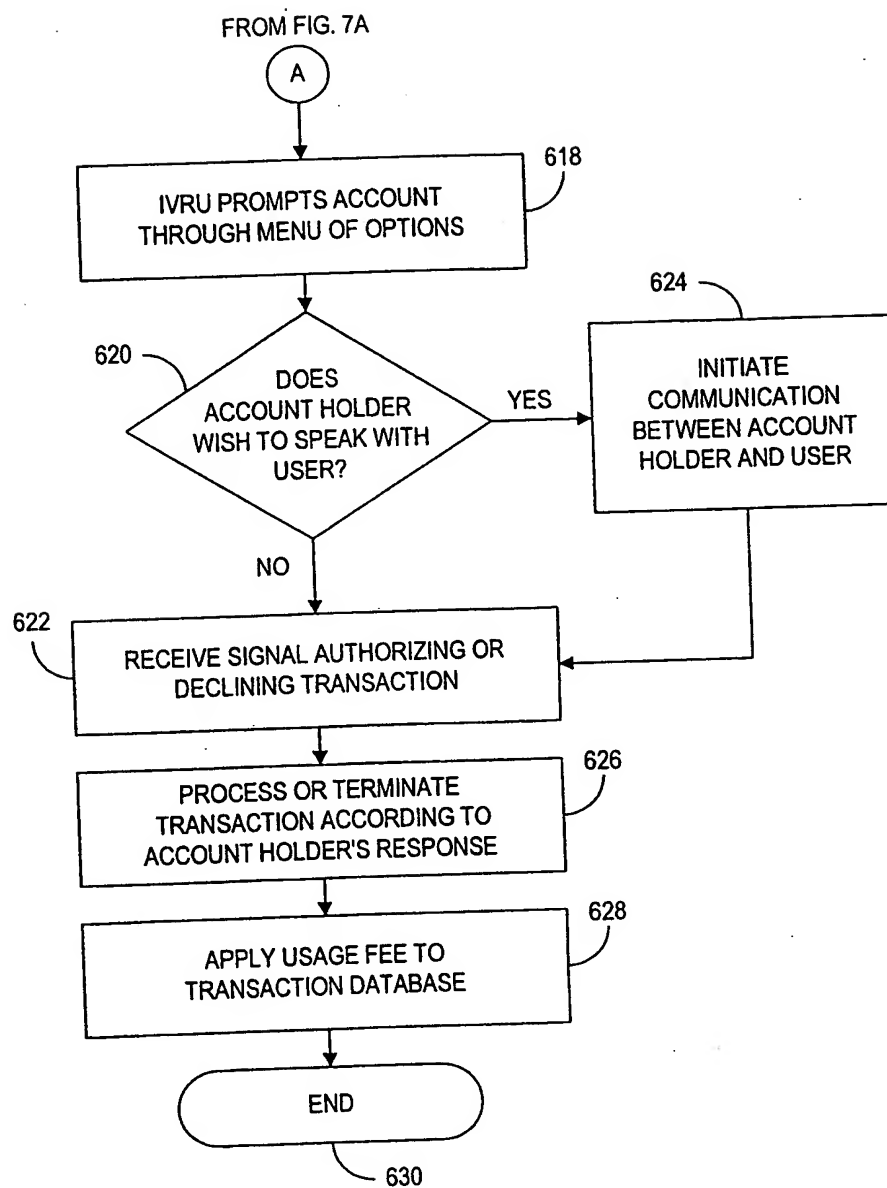 FROM FIG. 7A
A
618
IVRU PROMPTS ACCOUNT
THROUGH MENU OF OPTIONS
624
620
DOES
ACCOUNT HOLDER
WISH TO SPEAK WITH
USER?
YES
INITIATE
COMMUNICATION
BETWEEN ACCOUNT
HOLDER AND USER
NO
622
RECEIVE SIGNAL AUTHORIZING OR
DECLINING TRANSACTION
626
PROCESS OR TERMINATE
TRANSACTION ACCORDING TO
ACCOUNT HOLDER'S RESPONSE
628
APPLY USAGE FEE TO
TRANSACTION DATABASE
END
630